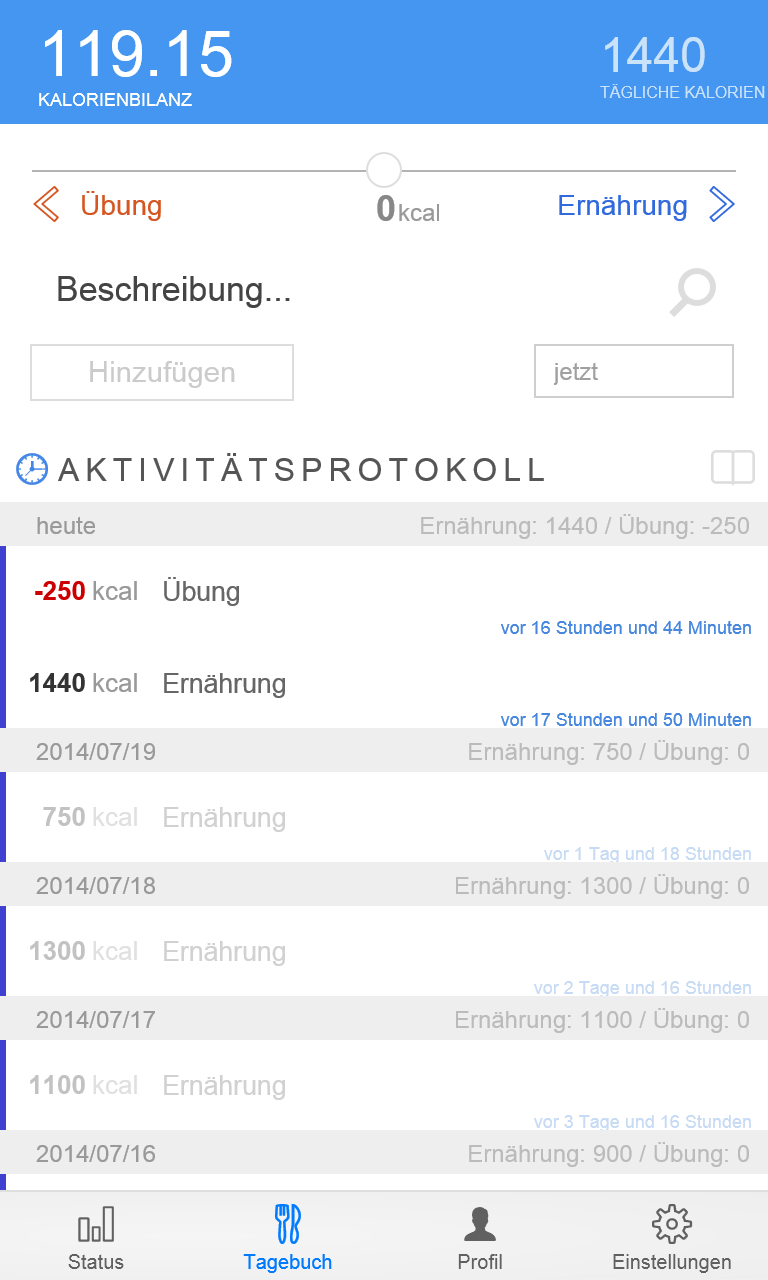 119.15
1440
KALORIENBILANZ
TÄGLICHE KALORIEN
Übung
0 kcal
Ernährung
Beschreibung...
Hinzufügen
jetzt
AKTIVITÄTSPROTOKOLL
heute Ernährung: 1440 / Übung: -250
-250 kcal Übung
vor 16 Stunden und 44 Minuten
1440 kcal Ernährung
vor 17 Stunden und 50 Minuten
2014/07/19 Ernährung: 750 / Übung: 0
750 kcal Ernährung
vor 1 Tag und 18 Stunden
2014/07/18 Ernährung: 1300 / Übung: 0
1300 kcal Ernährung
vor 2 Tage und 16 Stunden
2014/07/17 Ernährung: 1100 / Übung: 0
1100 kcal Ernährung
vor 3 Tage und 16 Stunden
2014/07/16 Ernährung: 900 / Übung: 0
Status Tagebuch Profil Einstellungen